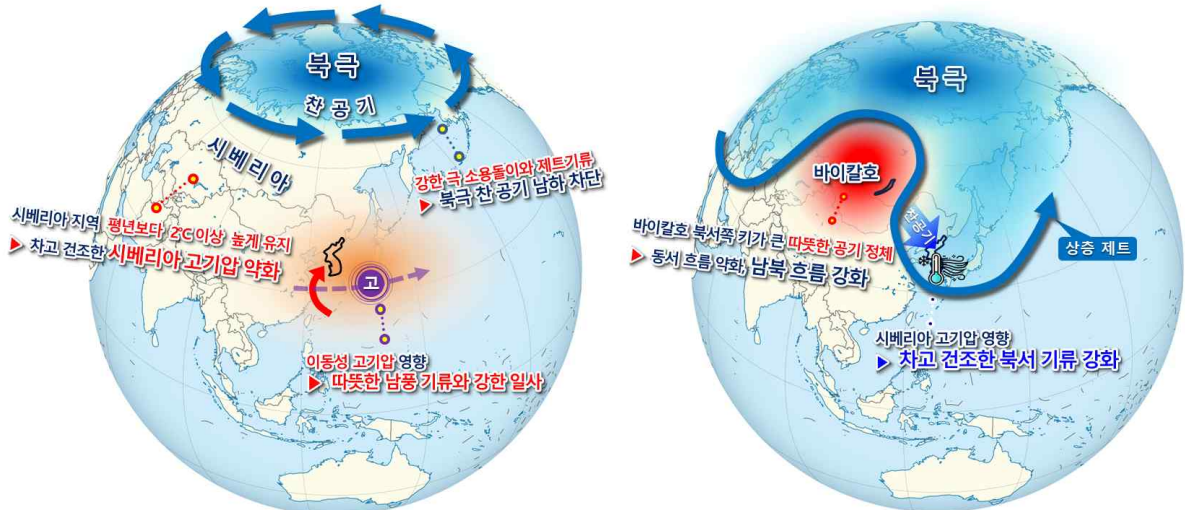 북극
찬공기
시베리아
강한 극 소용돌이와 제트기류
▶ 북극 찬 공기 남하 차단
시베리아 지역 평년보다 2℃ 이상 높게 유지
▶ 차고 건조한 시베리아 고기압 약화
고
이동성 고기압 영향
▶ 따뜻한 남풍 기류와 강한 일사
북극
바이칼호
찬공기
바이칼호 북서쪽 키가 큰 따뜻한 공기 정체
▶ 동서 흐름 약화, 남북 흐름 강화
상층 제트
시베리아 고기압 영향
▶ 차고 건조한 북서 기류 강화